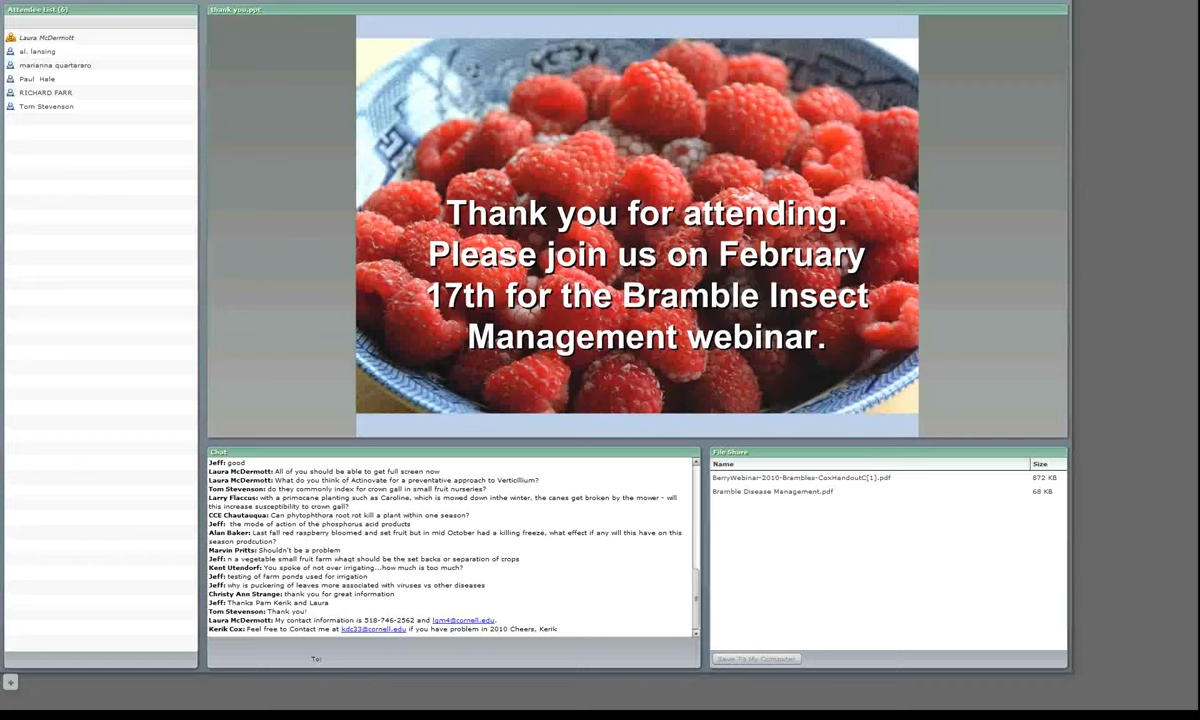 Attendee List (6)
Laura McDermott
al. lansing
marianna quartararo
Paul Hale
RICHARD FARR
Tom Stevenson
thank you.ppt
Thank you for attending.
Please join us on February
17th for the Bramble Insect
Management webinar.
Chat
Jeff: good
Laura McDermott: All of you should be able to get full screen now
Laura McDermott: What do you think of Actinovate for a preventative approach to Verticillium?
Tom Stevenson: do they commonly index for crown gall in small fruit nurseries?
Larry Flaccus: with a primocane planting such as Caroline, which is mowed down inthe winter, the canes get broken by the mower - will
this increase susceptibility to crown gall?
CCE Chautauqua: Can phytophthora root rot kill a plant within one season?
Jeff: the mode of action of the phosphorus acid products
Alan Baker: Last fall red raspberry bloomed and set fruit but in mid October had a killing freeze, what effect if any will this have on this
season prodcution?
Marvin Pritts: Shouldn't be a problem
Jeff: n a vegetable small fruit farm whaqt should be the set backs or separation of crops
Kent Utendorf: You spoke of not over irrigating...how much is too much?
Jeff: testing of farm ponds used for irrigation
Jeff: why is puckering of leaves more associated with viruses vs other diseases
Christy Ann Strange: thank you for great information
Jeff: Thanks Pam Kerik and Laura
Tom Stevenson: Thank you!
Laura McDermott: My contact information is 518-746-2562 and lgm4@cornell.edu.
Kerik Cox: Feel free to Contact me at kdc33@cornell.edu if you have problem in 2010 Cheers, Kerik
To:
File Share
Name Size
BerryWebinar-2010-Brambles-CoxHandoutC[1].pdf 872 KB
Bramble Disease Management.pdf 68 KB
Save To My Computer